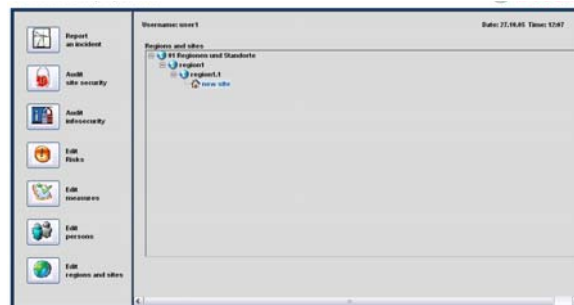 Username: user1
Date: 27.10.05 Time: 12:07
Report
an incident
Audit
site security
Audit
infosecurity
Edit
Risks
Edit
measures
Edit
persons
Edit
regions and sites
Regions and sites
01 Regionen und Standorte
region1
region1.1
new site